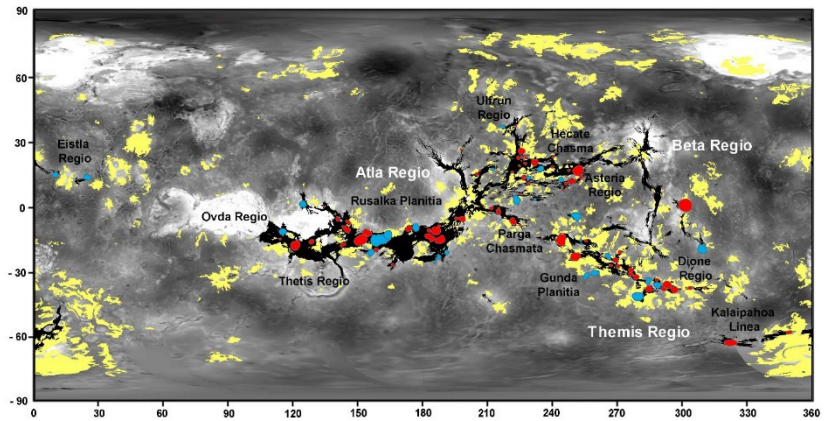 90
60
30
0
-30
-60
-90
Ulfrun
Regio
Hecate
Chasma
Eistla
Regio
Beta Regio
Atla Regio
Asteria
Regio
Rusalka Planitia
Ovda Regio
Parga
Chasmata
Thetis Regio
Gunda
Planitia
Dione
Regio
Themis Regio
Kalaipahoa
Linea
0
30
60
90
120
150
180
210
240
270
300
330
360